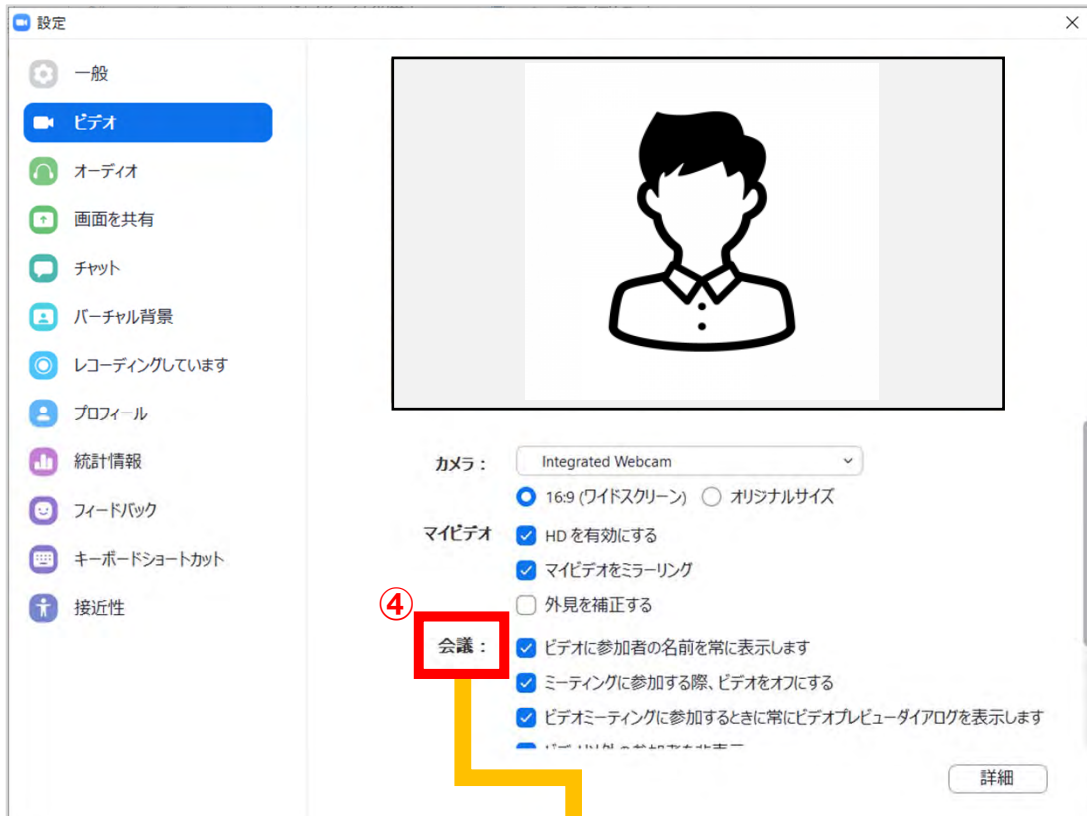 設定
一般
ビデオ
オーディオ
画面を共有
チャット
バーチャル背景
レコーディングしています
プロフィール
統計情報
フィードバック
キーボードショートカット
接近性
カメラ： Integrated Webcam
16:9 (ワイドスクリーン) オリジナルサイズ
マイビデオ HD を有効にする
マイビデオをミラーリング
外見を補正する
④
会議： ビデオに参加者の名前を常に表示します
ミーティングに参加する際、ビデオをオフにする
ビデオミーティングに参加するときに常にビデオプレビューダイアログを表示します
詳細